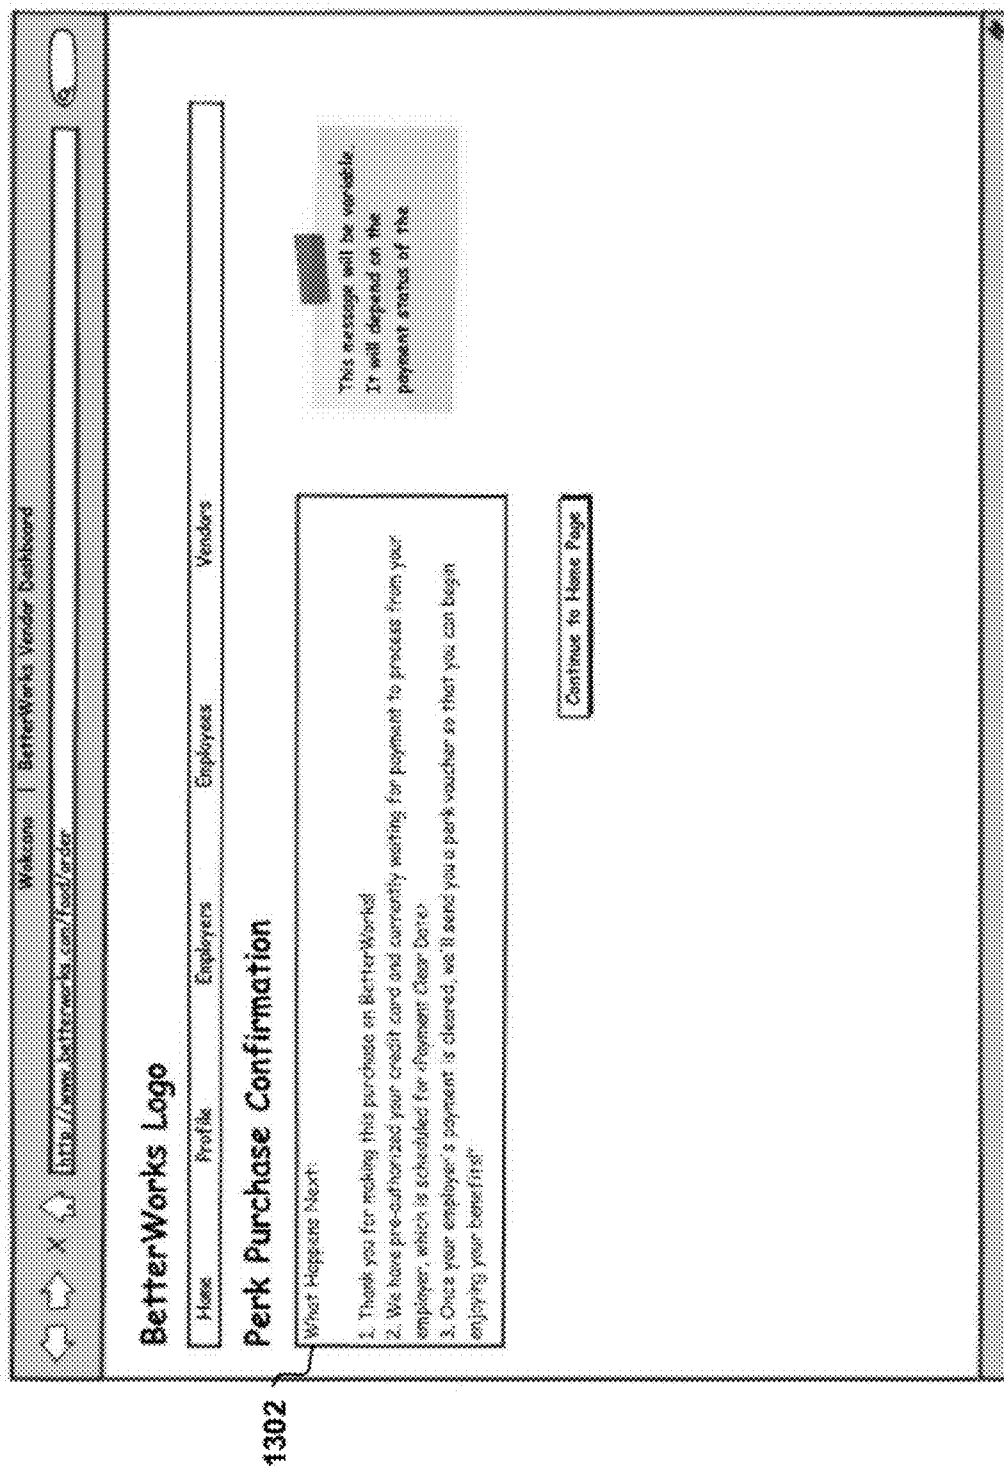 Welcome | BetterWorks Vendor Dashboard
http://www.betterworks.com/food/order
BetterWorks Logo
Home Profile Employers Employees Vendors
Perk Purchase Confirmation
What Happens Next:
1. Thank you for making this purchase on BetterWorks!
2. We have pre-authorized your credit card and currently waiting for payment to process from your
employer, which is scheduled for <Payment Clear Date>
3. Once your employer's payment is cleared, we'll send you a perk voucher so that you can begin
enjoying your benefits!
This message will be variable.
It will depend on the
payment status of the
Continue to Home Page
1302